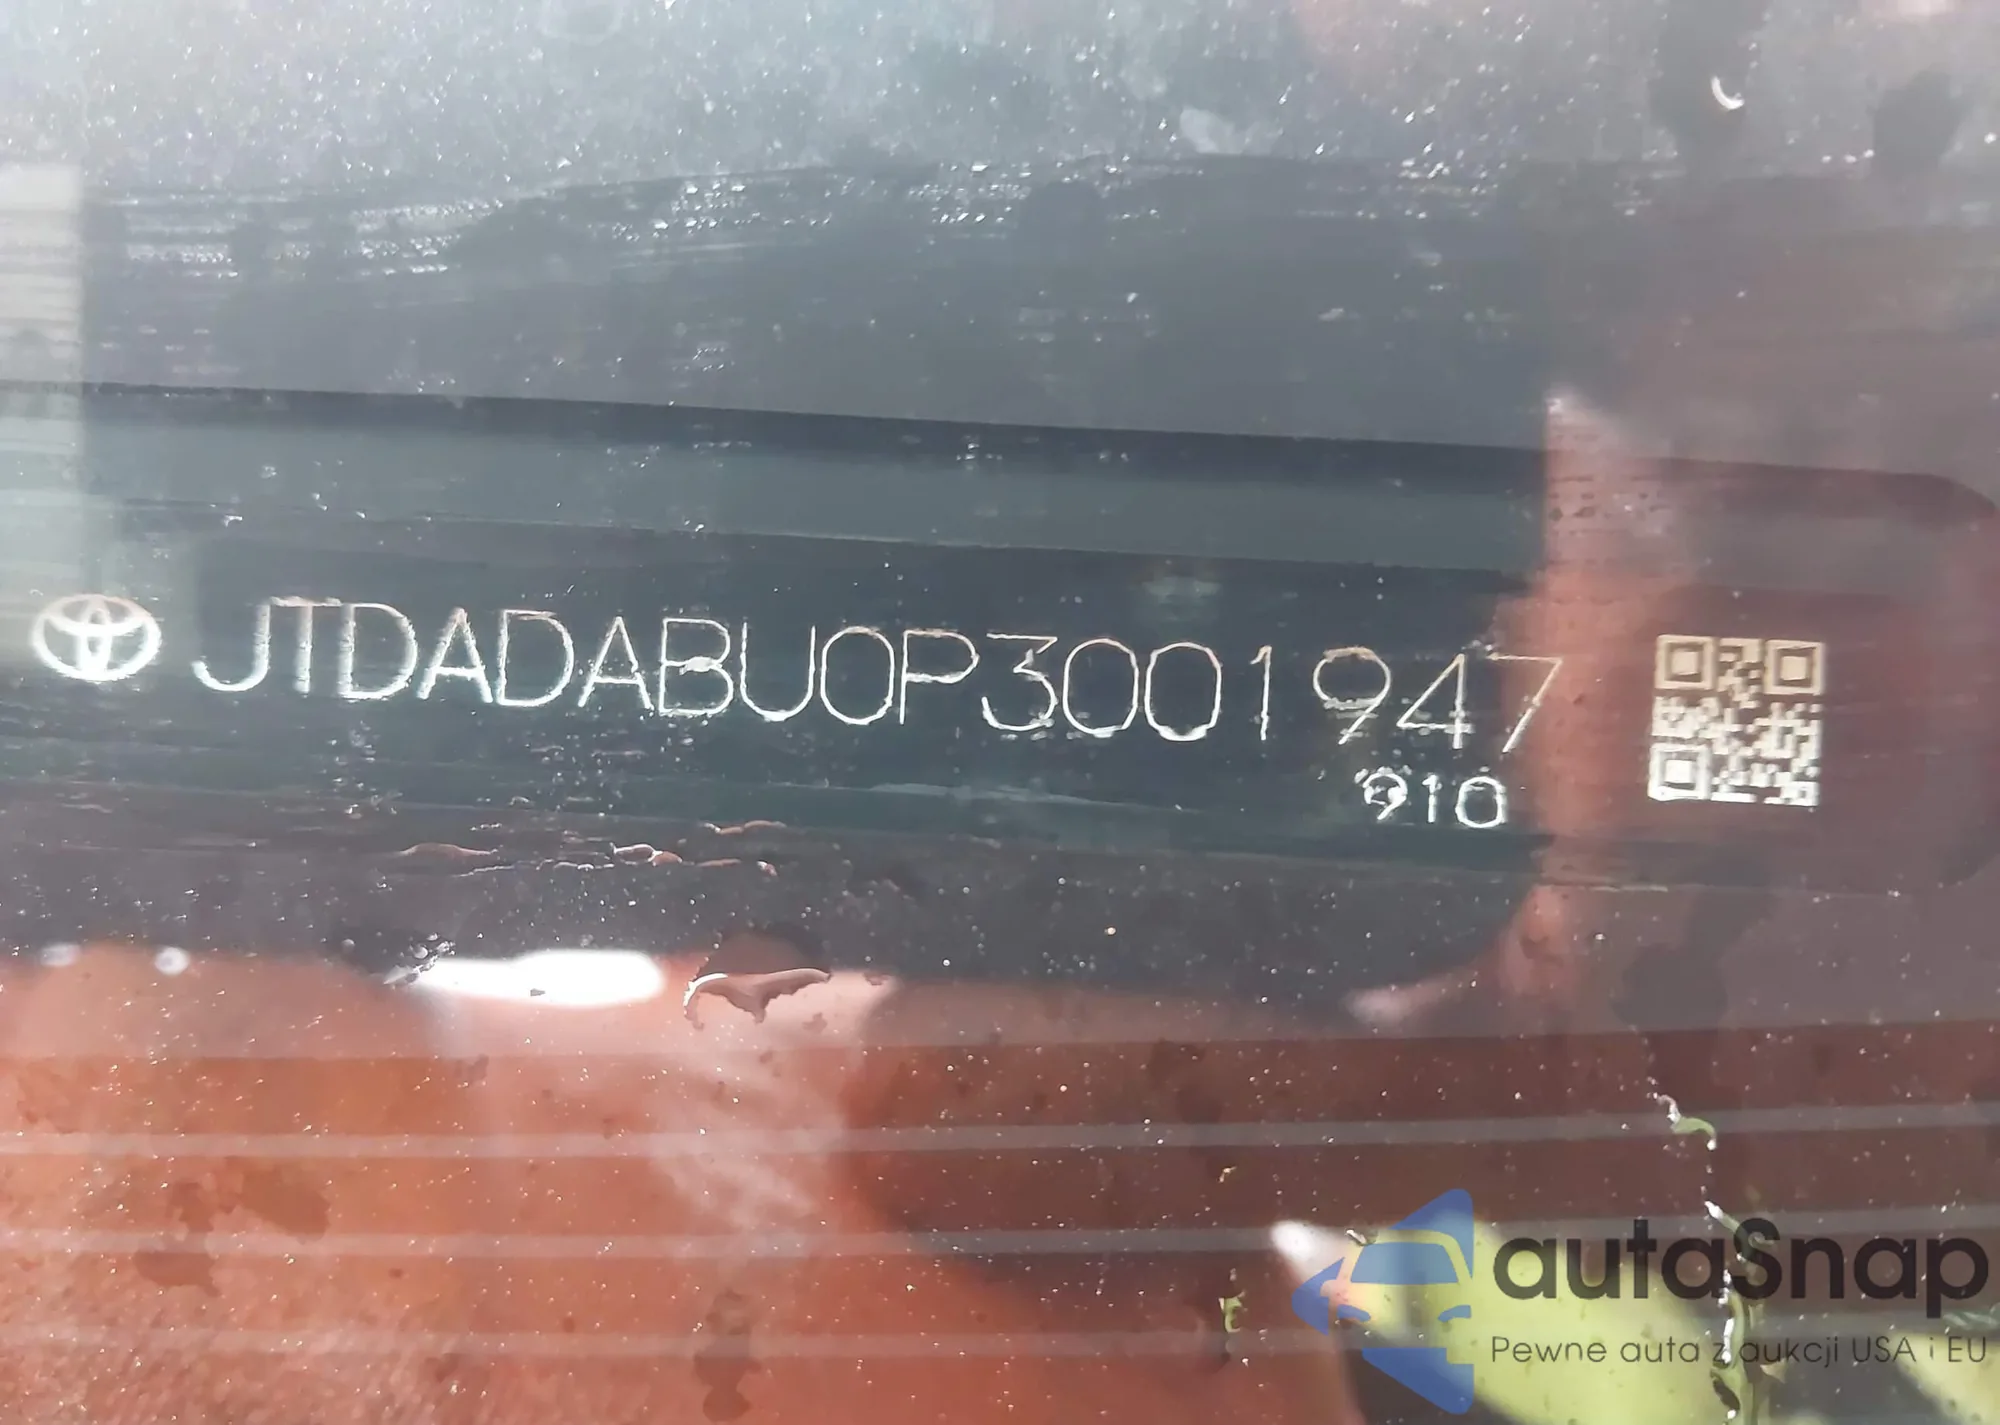 JTDADABU0P3001947
910
autaSnap
Pewne auta z aukcji USA i EU